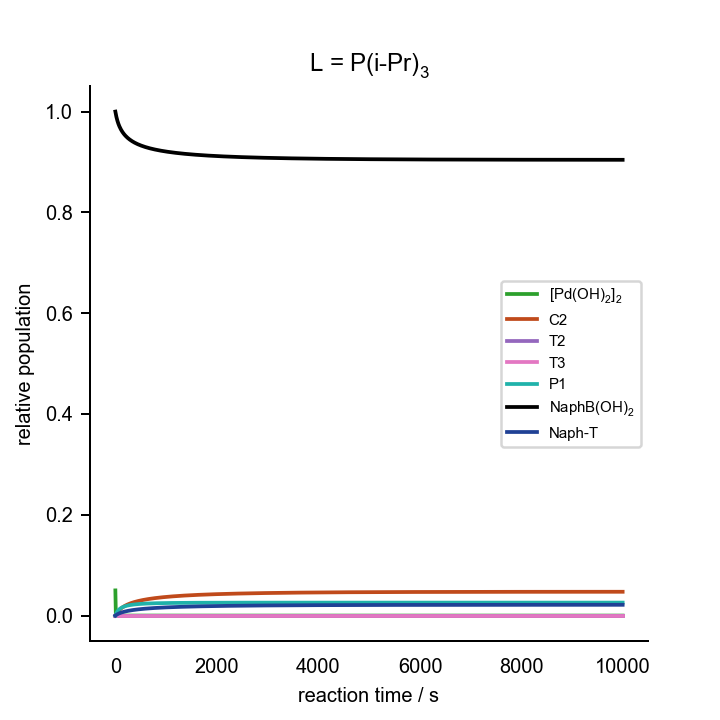 L = P(i-Pr)₃
relative population
1.0
0.8
0.6
0.4
0.2
0.0
[Pd(OH)₂]₂
C2
T2
T3
P1
NaphB(OH)₂
Naph-T
0 2000 4000 6000 8000 10000
reaction time / s